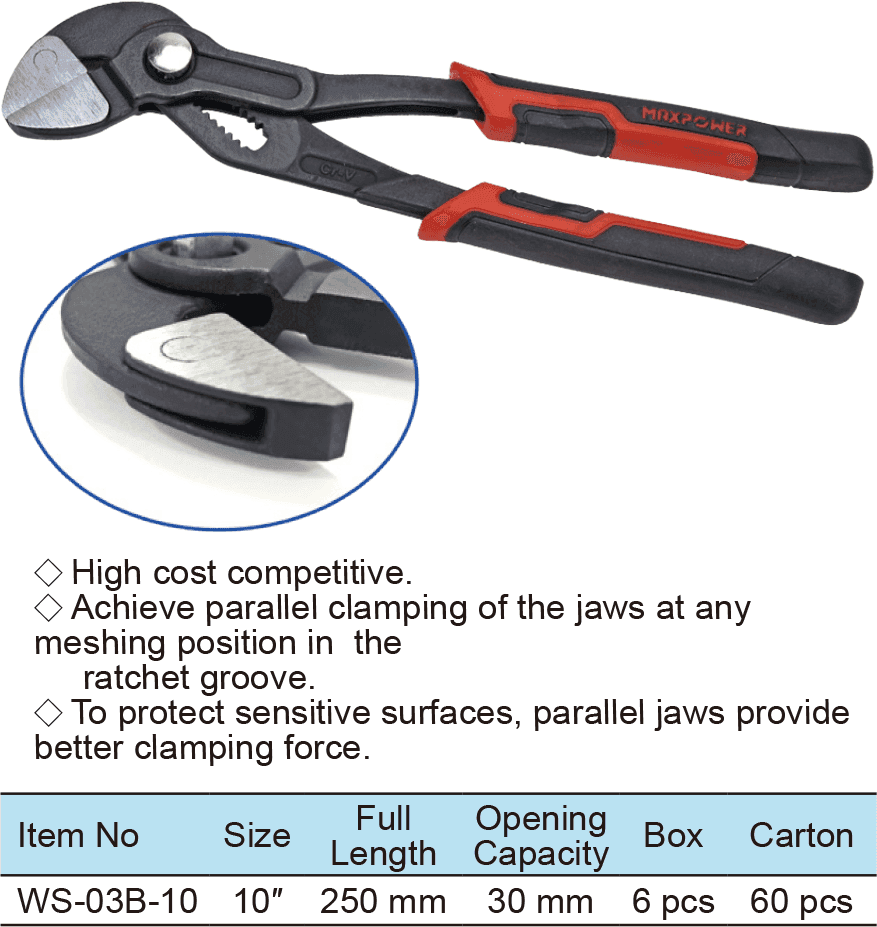 MAXPOWER
Cr-V
◇ High cost competitive.
◇ Achieve parallel clamping of the jaws at any
meshing position in the
ratchet groove.
◇ To protect sensitive surfaces, parallel jaws provide
better clamping force.
Item No Size Full Length Opening Capacity Box Carton
WS-03B-10 10″ 250 mm 30 mm 6 pcs 60 pcs